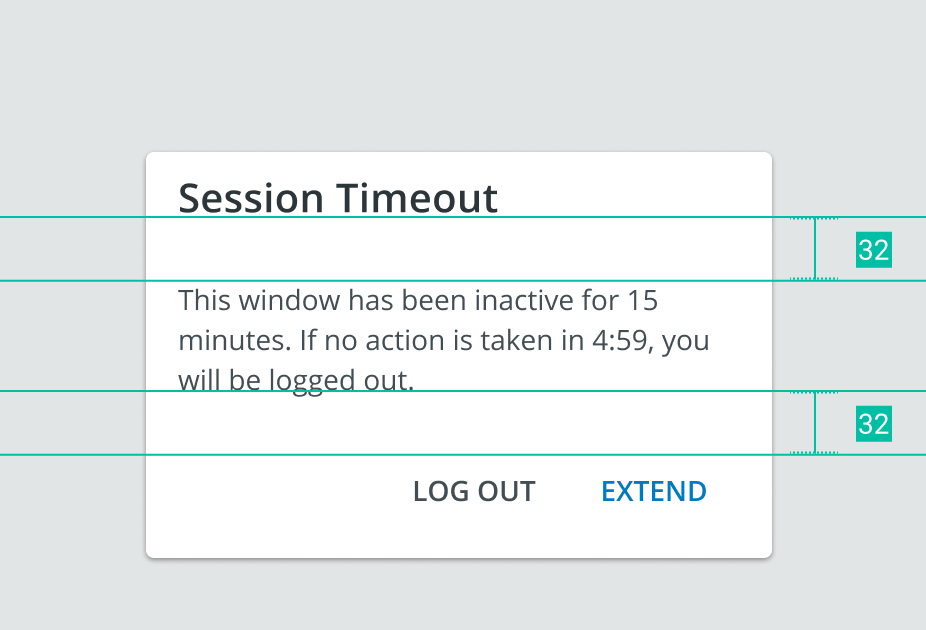 Session Timeout
32
This window has been inactive for 15
minutes. If no action is taken in 4:59, you
will be logged out.
32
LOG OUT EXTEND